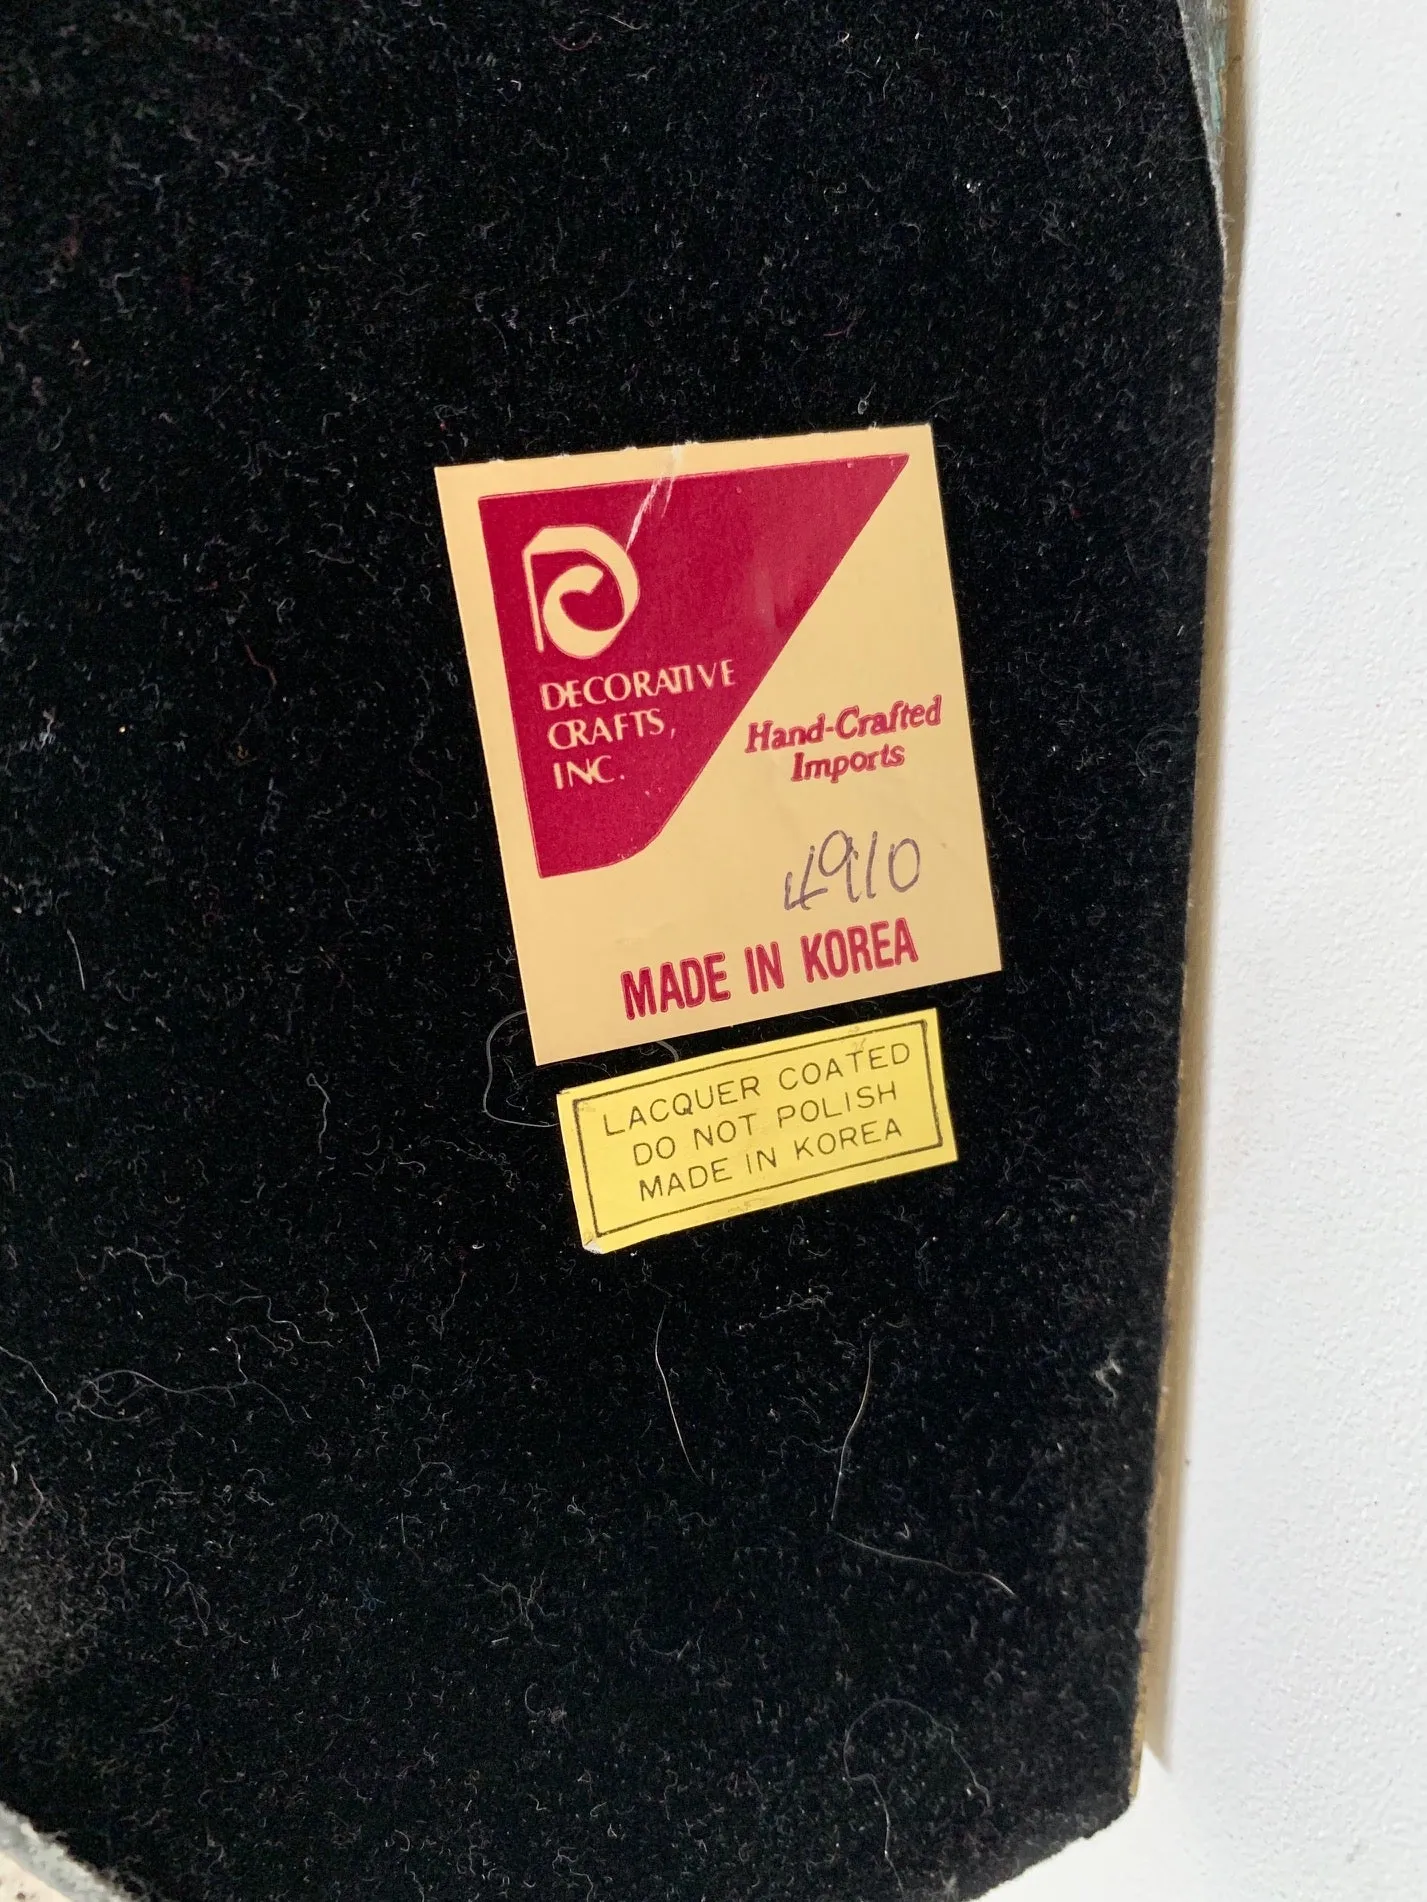 DECORATIVE
CRAFTS,
INC.
Hand-Crafted
Imports
4910
MADE IN KOREA
LACQUER COATED
DO NOT POLISH
MADE IN KOREA